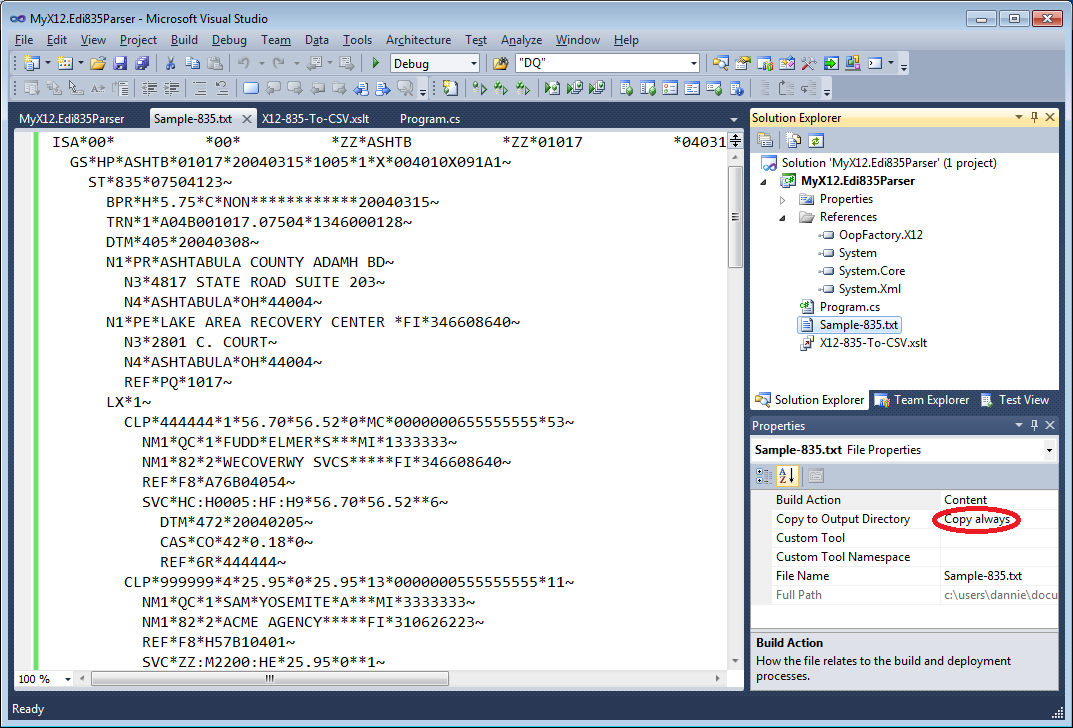 MyX12.Edi835Parser - Microsoft Visual Studio
File Edit View Project Build Debug Team Data Tools Architecture Test Analyze Window Help
Debug "DQ"
MyX12.Edi835Parser Sample-835.txt X12-835-To-CSV.xslt Program.cs
ISA*00* *00* *ZZ*ASHTB *ZZ*01017 *04031
GS*HP*ASHTB*01017*20040315*1005*1*X*004010X091A1~
ST*835*07504123~
BPR*H*5.75*C*NON************20040315~
TRN*1*A04B001017.07504*1346000128~
DTM*405*20040308~
N1*PR*ASHTABULA COUNTY ADAMH BD~
N3*4817 STATE ROAD SUITE 203~
N4*ASHTABULA*OH*44004~
N1*PE*LAKE AREA RECOVERY CENTER *FI*346608640~
N3*2801 C. COURT~
N4*ASHTABULA*OH*44004~
REF*PQ*1017~
LX*1~
CLP*444444*1*56.70*56.52*0*MC*0000000655555555*53~
NM1*QC*1*FUDD*ELMER*S***MI*1333333~
NM1*82*2*WECOVERWY SVCS*****FI*346608640~
REF*F8*A76B04054~
SVC*HC:H0005:HF:H9*56.70*56.52**6~
DTM*472*20040205~
CAS*CO*42*0.18*0~
REF*6R*444444~
CLP*999999*4*25.95*0*25.95*13*0000000555555555*11~
NM1*QC*1*SAM*YOSEMITE*A***MI*3333333~
NM1*82*2*ACME AGENCY*****FI*310626223~
REF*F8*H57B10401~
SVC*ZZ:M2200:HE*25.95*0**1~
100 %
Ready
Solution Explorer
Solution 'MyX12.Edi835Parser' (1 project)
MyX12.Edi835Parser
Properties
References
OopFactory.X12
System
System.Core
System.Xml
Program.cs
Sample-835.txt
X12-835-To-CSV.xslt
Solution Explorer Team Explorer Test View
Properties
Sample-835.txt File Properties
Build Action Content
Copy to Output Directory Copy always
Custom Tool
Custom Tool Namespace
File Name Sample-835.txt
Full Path c:\users\dannie\docu
Build Action
How the file relates to the build and deployment
processes.